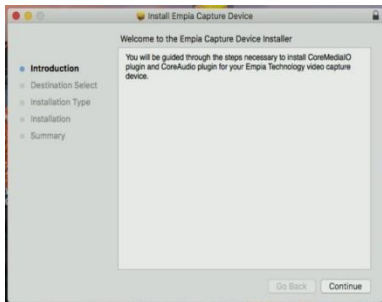 Install Empia Capture Device
Welcome to the Empia Capture Device Installer
Introduction
Destination Select
Installation Type
Installation
Summary
You will be guided through the steps necessary to install CoreMediaIO
plugin and CoreAudio plugin for your Empia Technology video capture
device.
Go Back
Continue